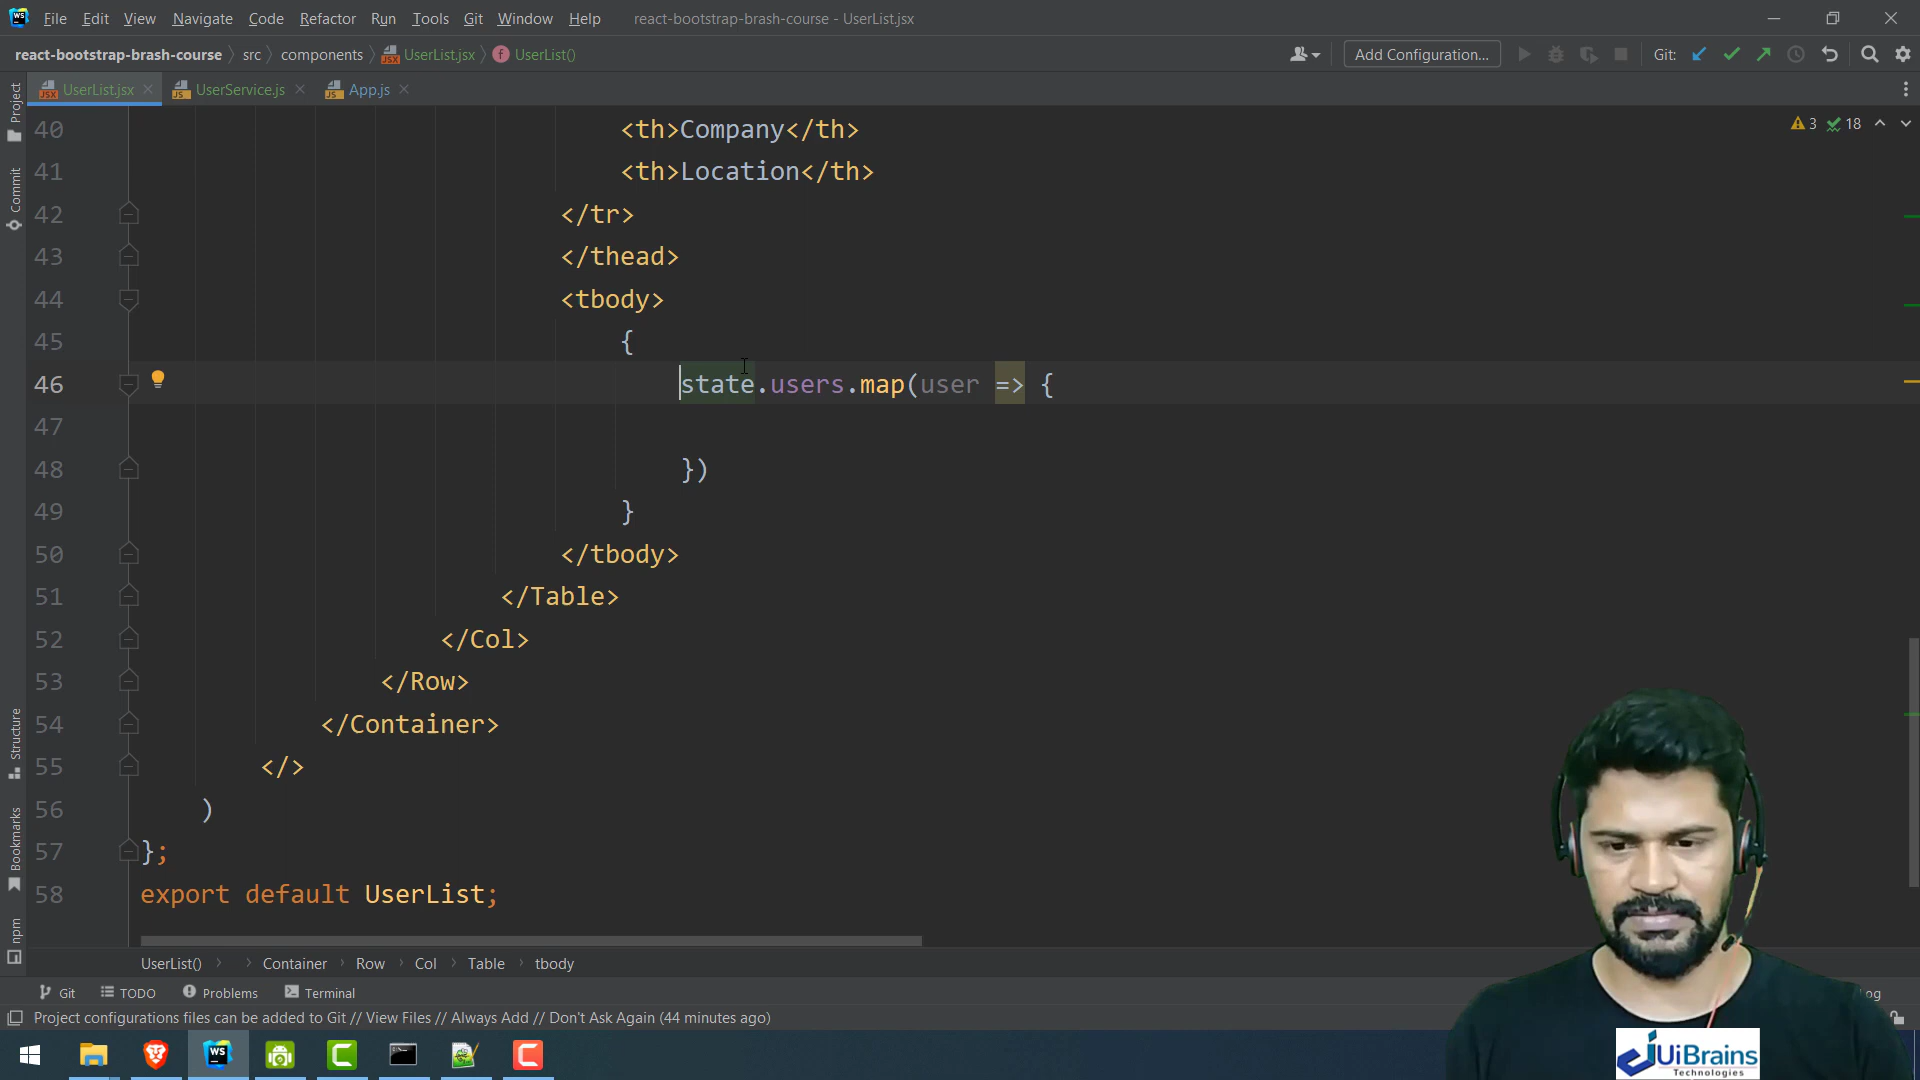 File Edit View Navigate Code Refactor Run Tools Git Window Help react-bootstrap-brash-course - UserList.jsx
react-bootstrap-brash-course src components UserList.jsx UserList() Add Configuration... Git:
UserList.jsx UserService.js App.js
Project
Commit
Structure
Bookmarks
npm
3 18
40 <th>Company</th>
41 <th>Location</th>
42 </tr>
43 </thead>
44 <tbody>
45 {
46 state.users.map(user => {
47
48 })
49 }
50 </tbody>
51 </Table>
52 </Col>
53 </Row>
54 </Container>
55 </>
56 )
57 };
58 export default UserList;
UserList() Container Row Col Table tbody
Git TODO Problems Terminal
Project configurations files can be added to Git // View Files // Always Add // Don't Ask Again (44 minutes ago)
UiBrains
Technologies